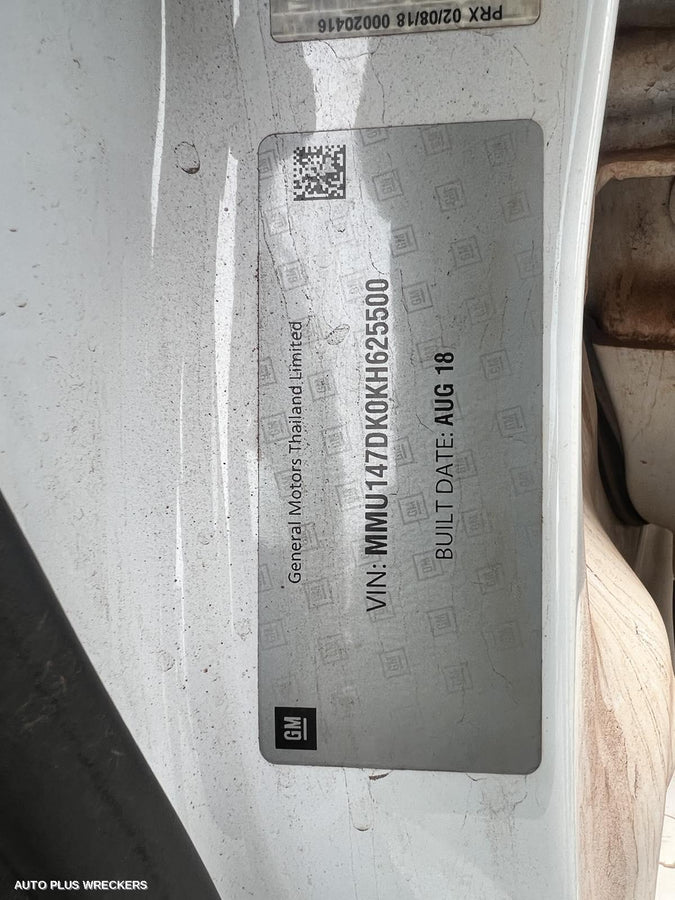 PRX 02/08/18 00020416
General Motors Thailand Limited
VIN: MMU147DK0KH625500
BUILT DATE: AUG 18
GM
AUTO PLUS WRECKERS